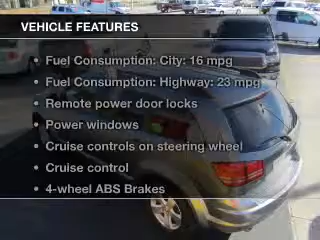 VEHICLE FEATURES
• Fuel Consumption: City: 16 mpg
• Fuel Consumption: Highway: 23 mpg
• Remote power door locks
• Power windows
• Cruise controls on steering wheel
• Cruise control
• 4-wheel ABS Brakes